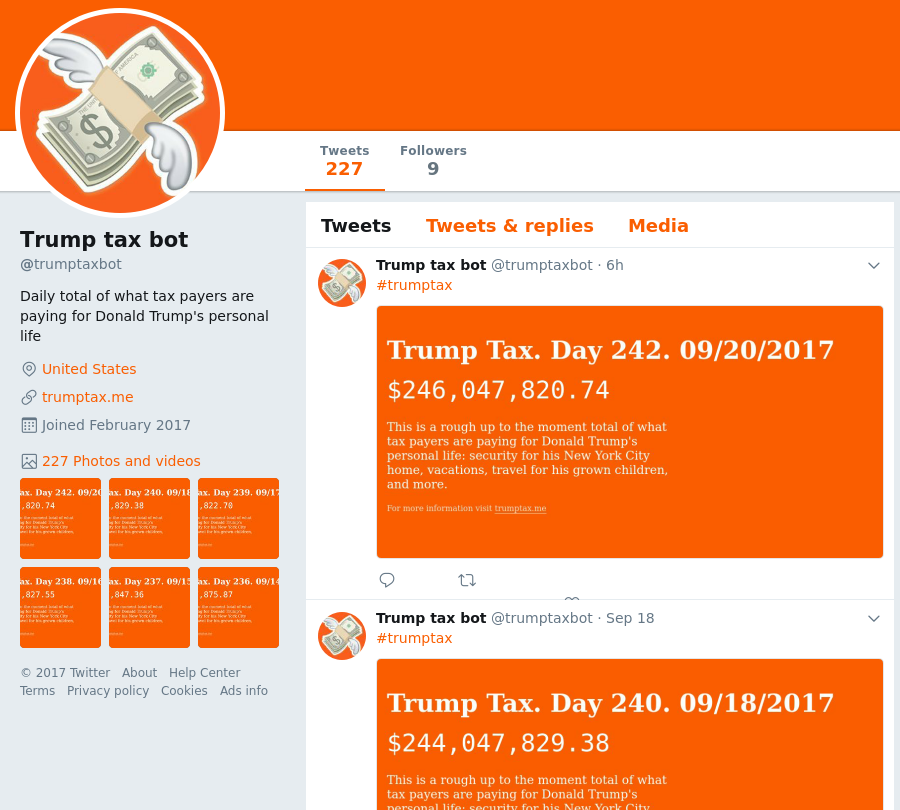 Tweets
227
Followers
9
Trump tax bot
@trumptaxbot
Daily total of what tax payers are
paying for Donald Trump's personal
life
United States
trumptax.me
Joined February 2017
227 Photos and videos
ax. Day 242. 09/20
,820.74
ax. Day 240. 09/18
,829.38
ax. Day 239. 09/17
,822.70
ax. Day 238. 09/16
,827.55
ax. Day 237. 09/15
,847.36
ax. Day 236. 09/14
,875.87
© 2017 Twitter About Help Center
Terms Privacy policy Cookies Ads info
Tweets Tweets & replies Media
Trump tax bot @trumptaxbot · 6h
#trumptax
Trump Tax. Day 242. 09/20/2017
$246,047,820.74
This is a rough up to the moment total of what
tax payers are paying for Donald Trump's
personal life: security for his New York City
home, vacations, travel for his grown children,
and more.
For more information visit trumptax.me
Trump tax bot @trumptaxbot · Sep 18
#trumptax
Trump Tax. Day 240. 09/18/2017
$244,047,829.38
This is a rough up to the moment total of what
tax payers are paying for Donald Trump's
personal life: security for his New York City